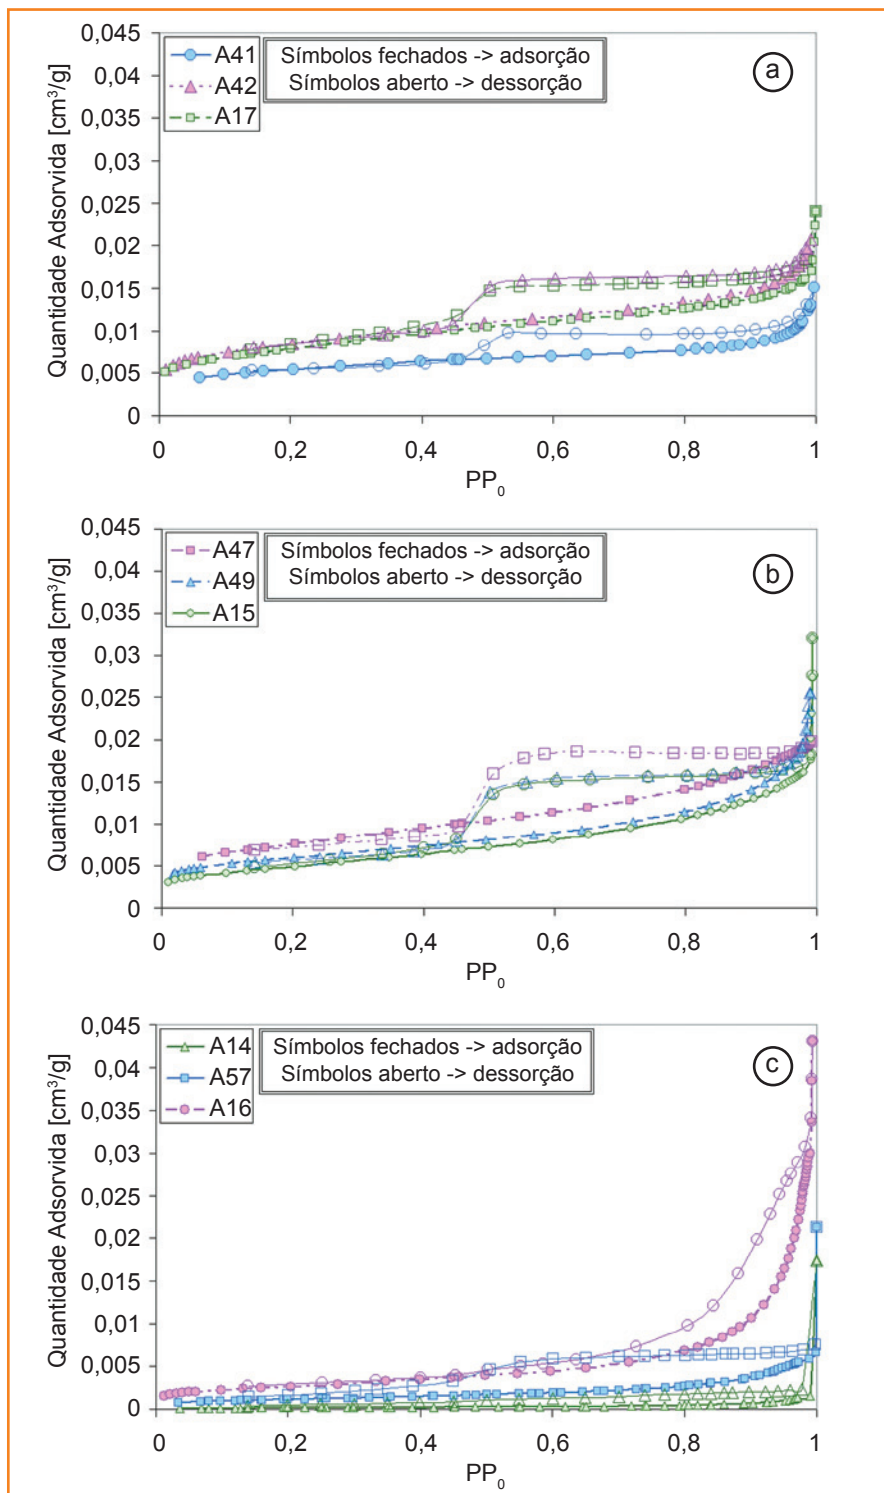 Quantidade Adsorvida [cm³/g]
0,045
0,04
0,035
0,03
0,025
0,02
0,015
0,01
0,005
0
A41
A42
A17
Símbolos fechados -> adsorção
Símbolos aberto -> dessorção
a
0 0,2 0,4 0,6 0,8 1
PP₀
Quantidade Adsorvida [cm³/g]
0,045
0,04
0,035
0,03
0,025
0,02
0,015
0,01
0,005
0
A47
A49
A15
Símbolos fechados -> adsorção
Símbolos aberto -> dessorção
b
0 0,2 0,4 0,6 0,8 1
PP₀
Quantidade Adsorvida [cm³/g]
0,045
0,04
0,035
0,03
0,025
0,02
0,015
0,01
0,005
0
A14
A57
A16
Símbolos fechados -> adsorção
Símbolos aberto -> dessorção
c
0 0,2 0,4 0,6 0,8 1
PP₀